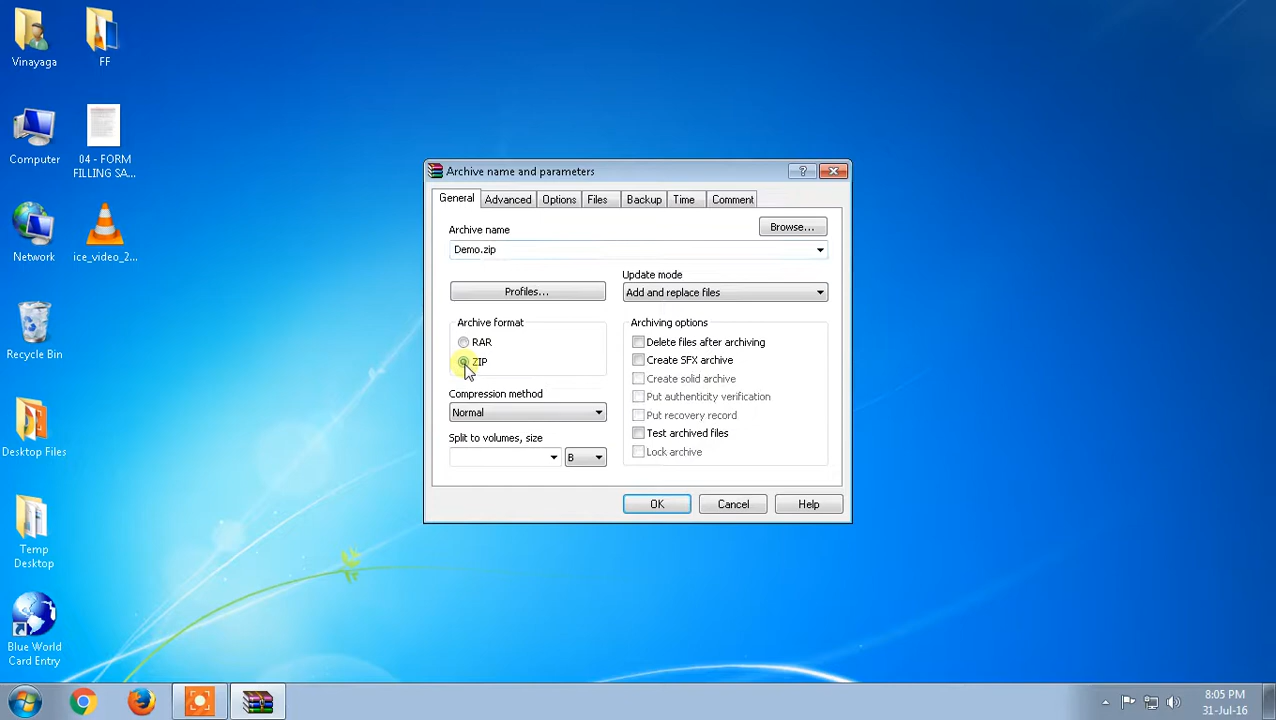 Vinayaga
FF
Computer
04 - FORM
FILLING SA...
Network
ice_video_2...
Recycle Bin
Desktop Files
Temp
Desktop
Blue World
Card Entry
Archive name and parameters
?
General
Advanced
Options
Files
Backup
Time
Comment
Archive name
Browse...
Demo.zip
Profiles...
Update mode
Add and replace files
Archive format
RAR
ZIP
Compression method
Normal
Split to volumes, size
B
Archiving options
Delete files after archiving
Create SFX archive
Create solid archive
Put authenticity verification
Put recovery record
Test archived files
Lock archive
OK
Cancel
Help
8:05 PM
31-Jul-16